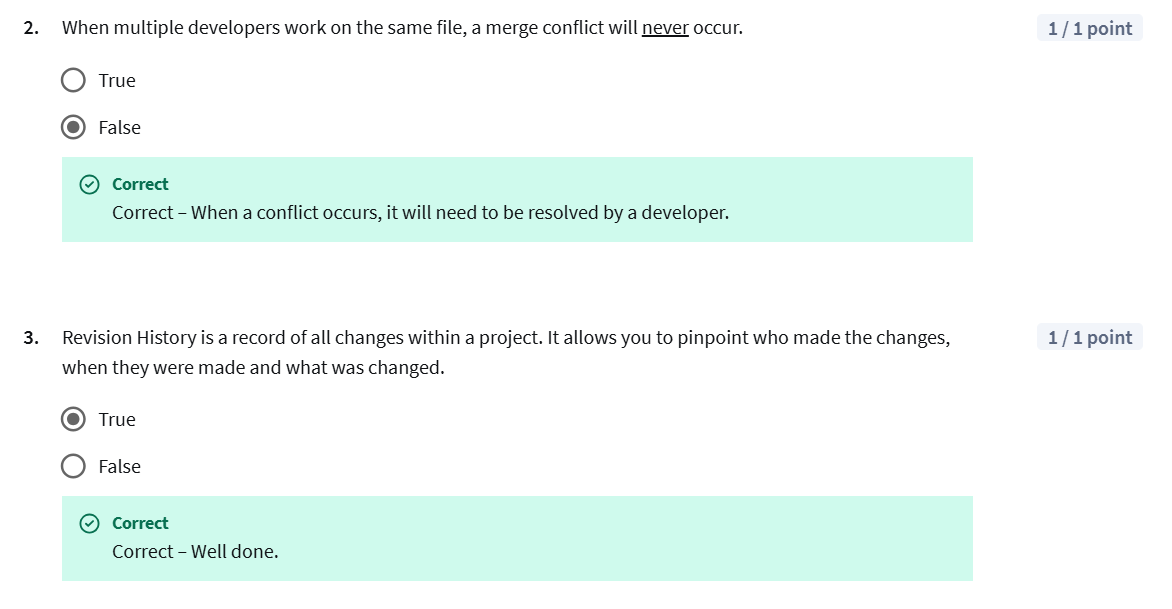 2. When multiple developers work on the same file, a merge conflict will never occur. 1 / 1 point
True
False
Correct
Correct – When a conflict occurs, it will need to be resolved by a developer.
3. Revision History is a record of all changes within a project. It allows you to pinpoint who made the changes, 1 / 1 point
when they were made and what was changed.
True
False
Correct
Correct – Well done.